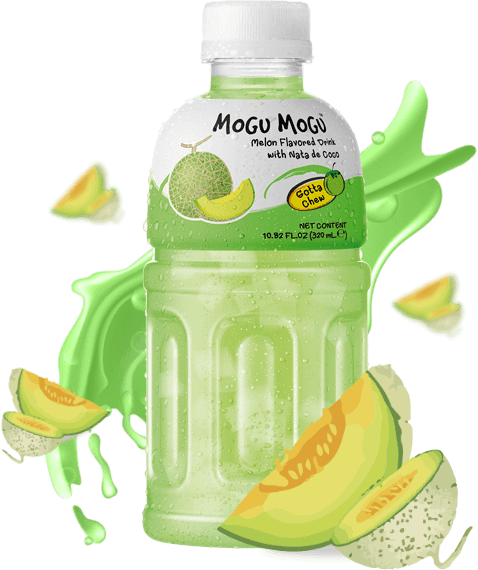 MOGU MOGU
Melon Flavored Drink
with Nata de Coco
Gotta
Chew
NET CONTENT
10.82 FL.OZ (320 mL ℮)